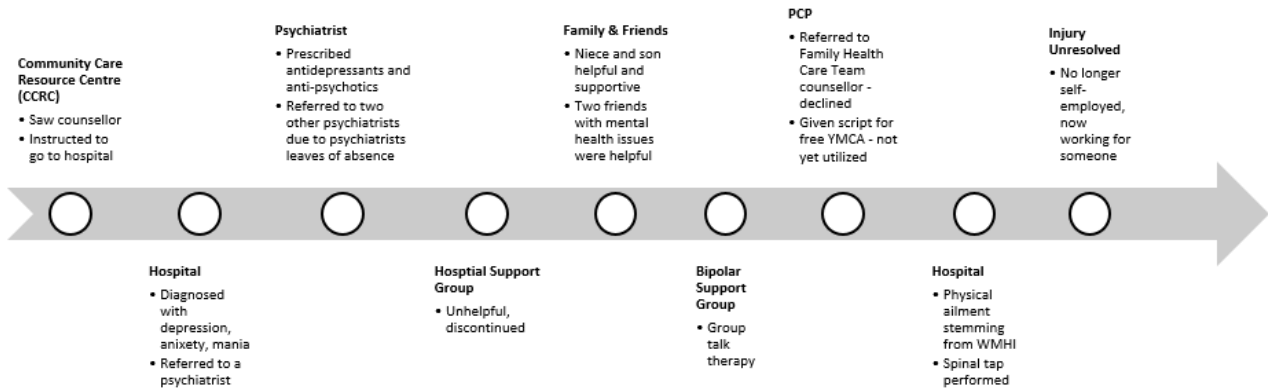 Community Care
Resource Centre
(CCRC)
• Saw counsellor
• Instructed to
go to hospital
Hospital
• Diagnosed
with
depression,
anixety, mania
• Referred to a
psychiatrist
Psychiatrist
• Prescribed
antidepressants and
anti-psychotics
• Referred to two
other psychiatrists
due to psychiatrists
leaves of absence
Hosptial Support
Group
• Unhelpful,
discontinued
Family & Friends
• Niece and son
helpful and
supportive
• Two friends
with mental
health issues
were helpful
Bipolar
Support
Group
• Group
talk
therapy
PCP
• Referred to
Family Health
Care Team
counsellor -
declined
• Given script for
free YMCA - not
yet utilized
Hospital
• Physical
ailment
stemming
from WMHI
• Spinal tap
performed
Injury
Unresolved
• No longer
self-
employed,
now
working for
someone